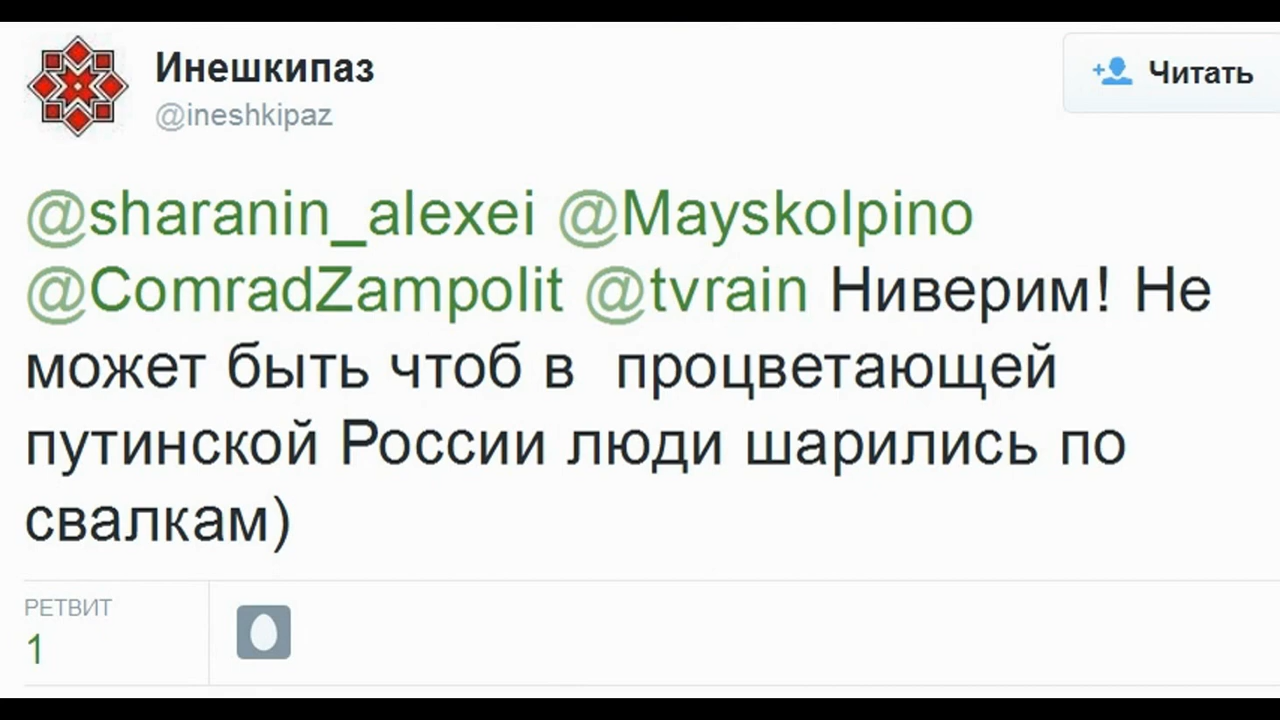 Инешкипаз
@ineshkipaz
Читать
@sharanin_alexei @Mayskolpino
@ComradZampolit @tvrain Ниверим! Не
может быть чтоб в  процветающей
путинской России люди шарились по
свалкам)
РЕТВИТ
1